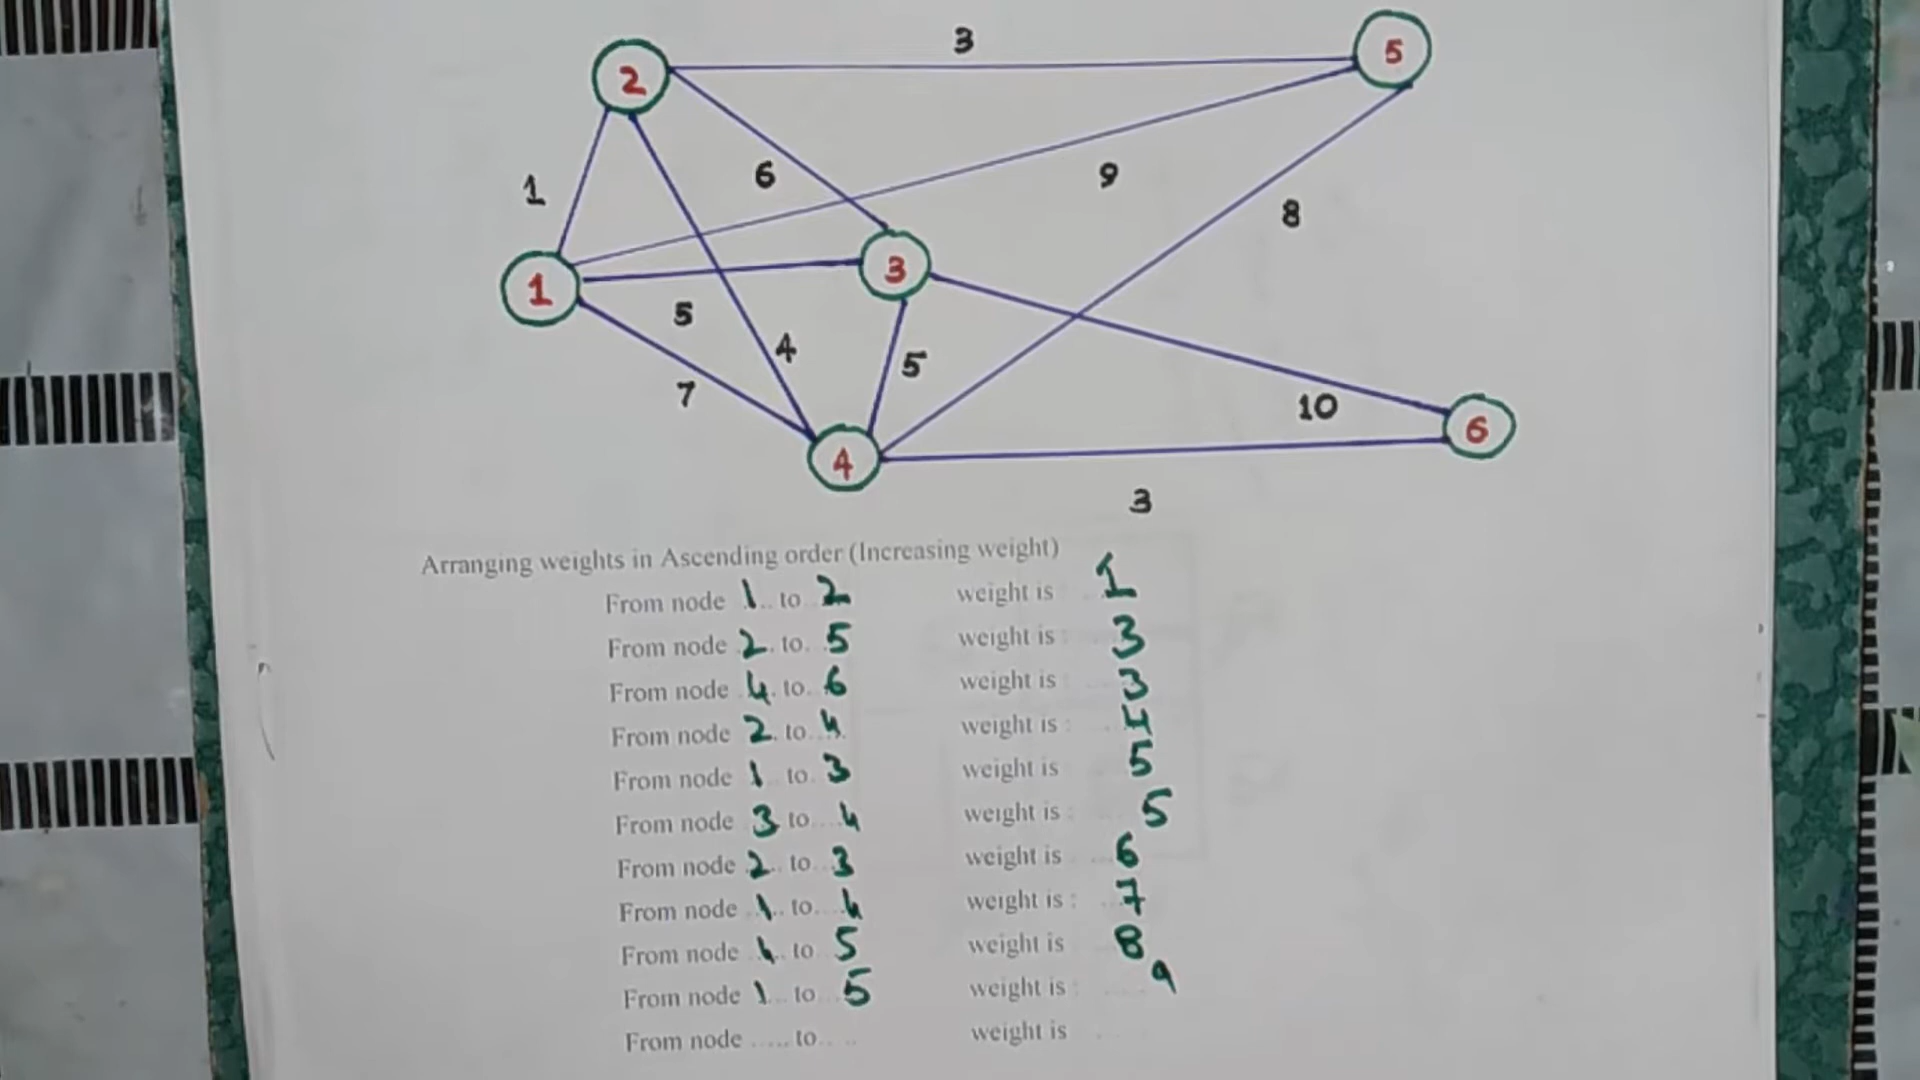 3
2
5
6
9
1
8
1
3
5
4
5
7
10
6
4
3
Arranging weights in Ascending order (Increasing weight)
From node 1 to 2 weight is 1
From node 2 to 5 weight is : 3
From node 4 to 6 weight is 3
From node 2 to 4 weight is : 4
From node 1 to 3 weight is 5
From node 3 to 4 weight is : 5
From node 2 to 3 weight is 6
From node 1 to 4 weight is : 7
From node 4 to 5 weight is 8
From node 1 to 5 weight is : 9
From node ..... to ..... weight is